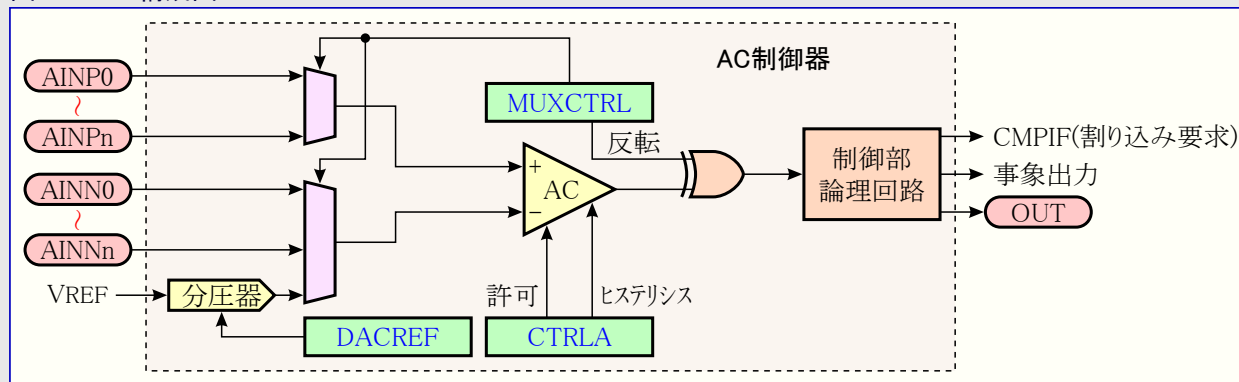 AC制御器
AINP0
～
AINPn
AINN0
～
AINNn
VREF
分圧器
DACREF
MUXCTRL
反転
+
AC
−
許可
ヒステリシス
CTRLA
制御部
論理回路
CMPIF(割り込み要求)
事象出力
OUT